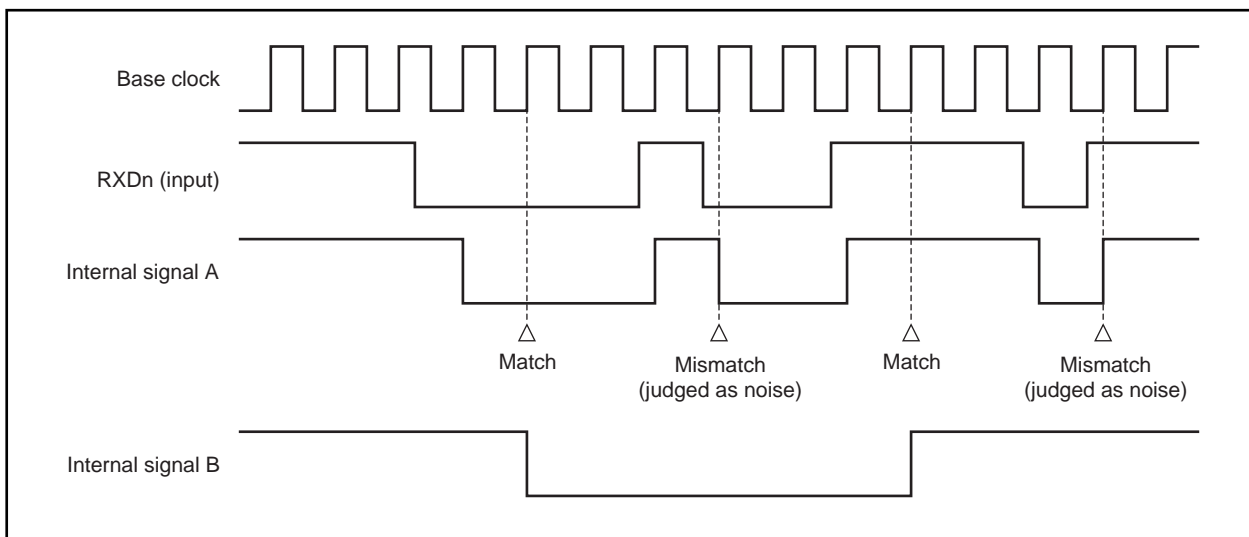 Base clock
RXDn (input)
Internal signal A
Match
Mismatch
(judged as noise)
Match
Mismatch
(judged as noise)
Internal signal B